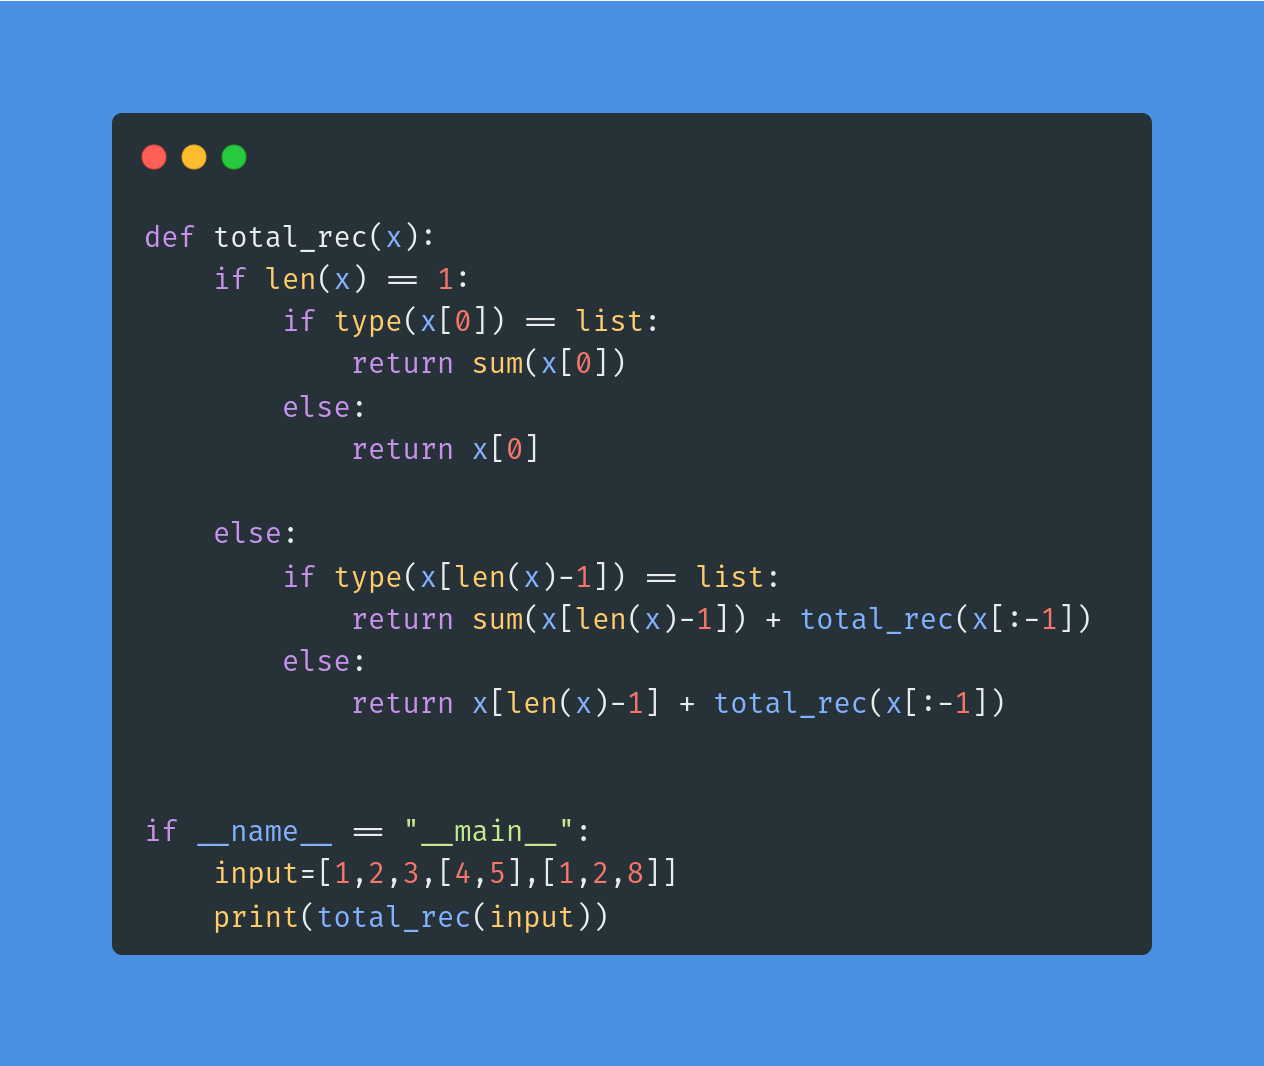 def total_rec(x):
    if len(x) == 1:
        if type(x[0]) == list:
            return sum(x[0])
        else:
            return x[0]

    else:
        if type(x[len(x)-1]) == list:
            return sum(x[len(x)-1]) + total_rec(x[:-1])
        else:
            return x[len(x)-1] + total_rec(x[:-1])


if __name__ == "__main__":
    input=[1,2,3,[4,5],[1,2,8]]
    print(total_rec(input))